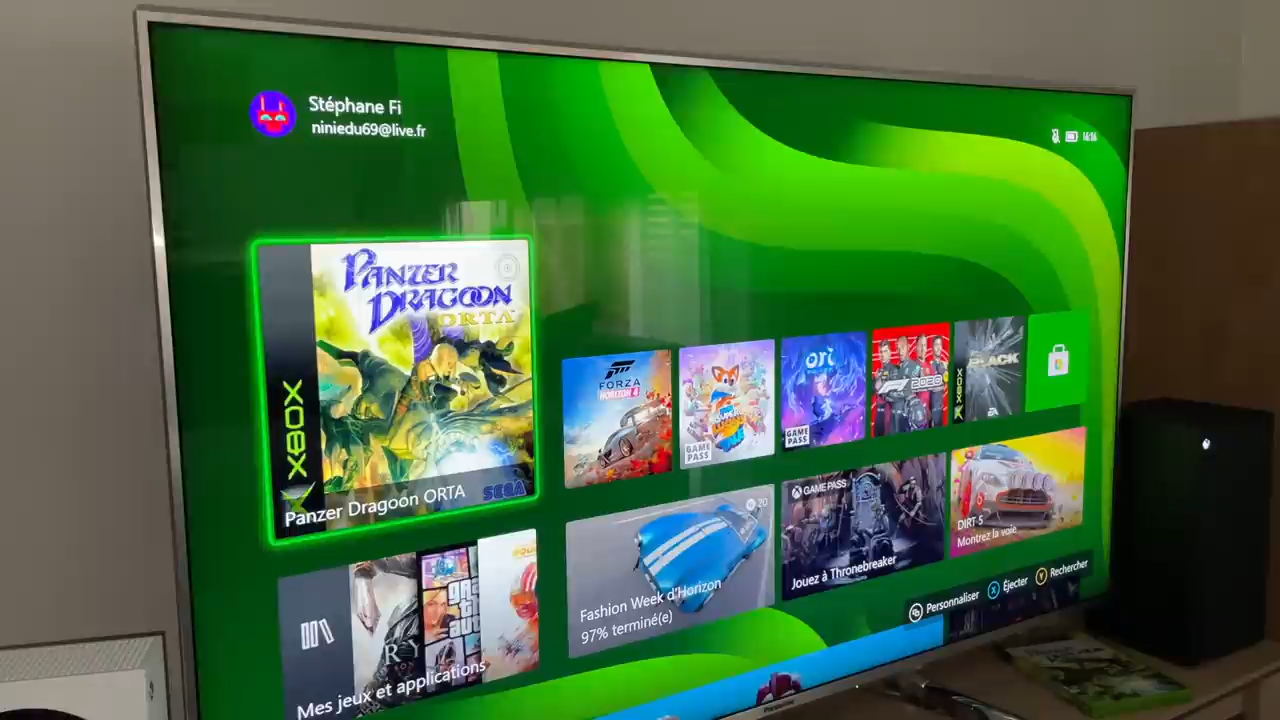 Stéphane Fi
niniedu69@live.fr
16:16
PANZER
DRAGOON
ORTA
XBOX
SEGA
Panzer Dragoon ORTA
FORZA
HORIZON 4
GAME
PASS
ori
GAME
PASS
F1 2020
XBOX
BLACK
EA
Mes jeux et applications
20
Fashion Week d'Horizon
97% terminé(e)
GAME PASS
Jouez à Thronebreaker
DIRT 5
Montrez la voie
Personnaliser
X Éjecter
Y Rechercher
Panasonic